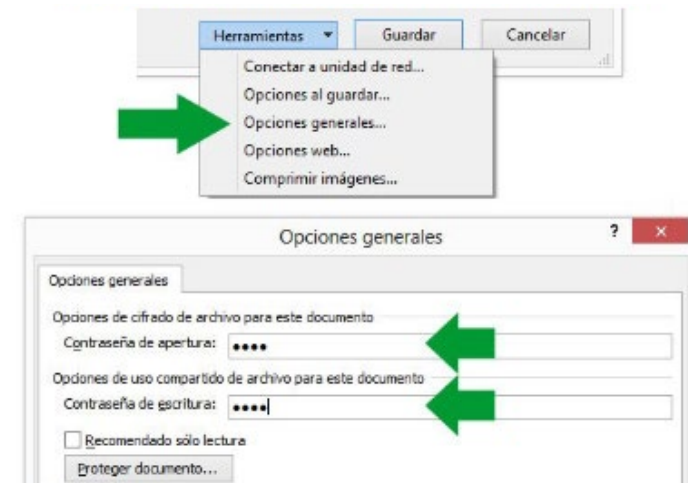 Herramientas Guardar Cancelar
Conectar a unidad de red...
Opciones al guardar...
Opciones generales...
Opciones web...
Comprimir imágenes...
Opciones generales ? ×
Opciones generales
Opciones de cifrado de archivo para este documento
Contraseña de apertura: ••••
Opciones de uso compartido de archivo para este documento
Contraseña de escritura: ••••
Recomendado sólo lectura
Proteger documento...